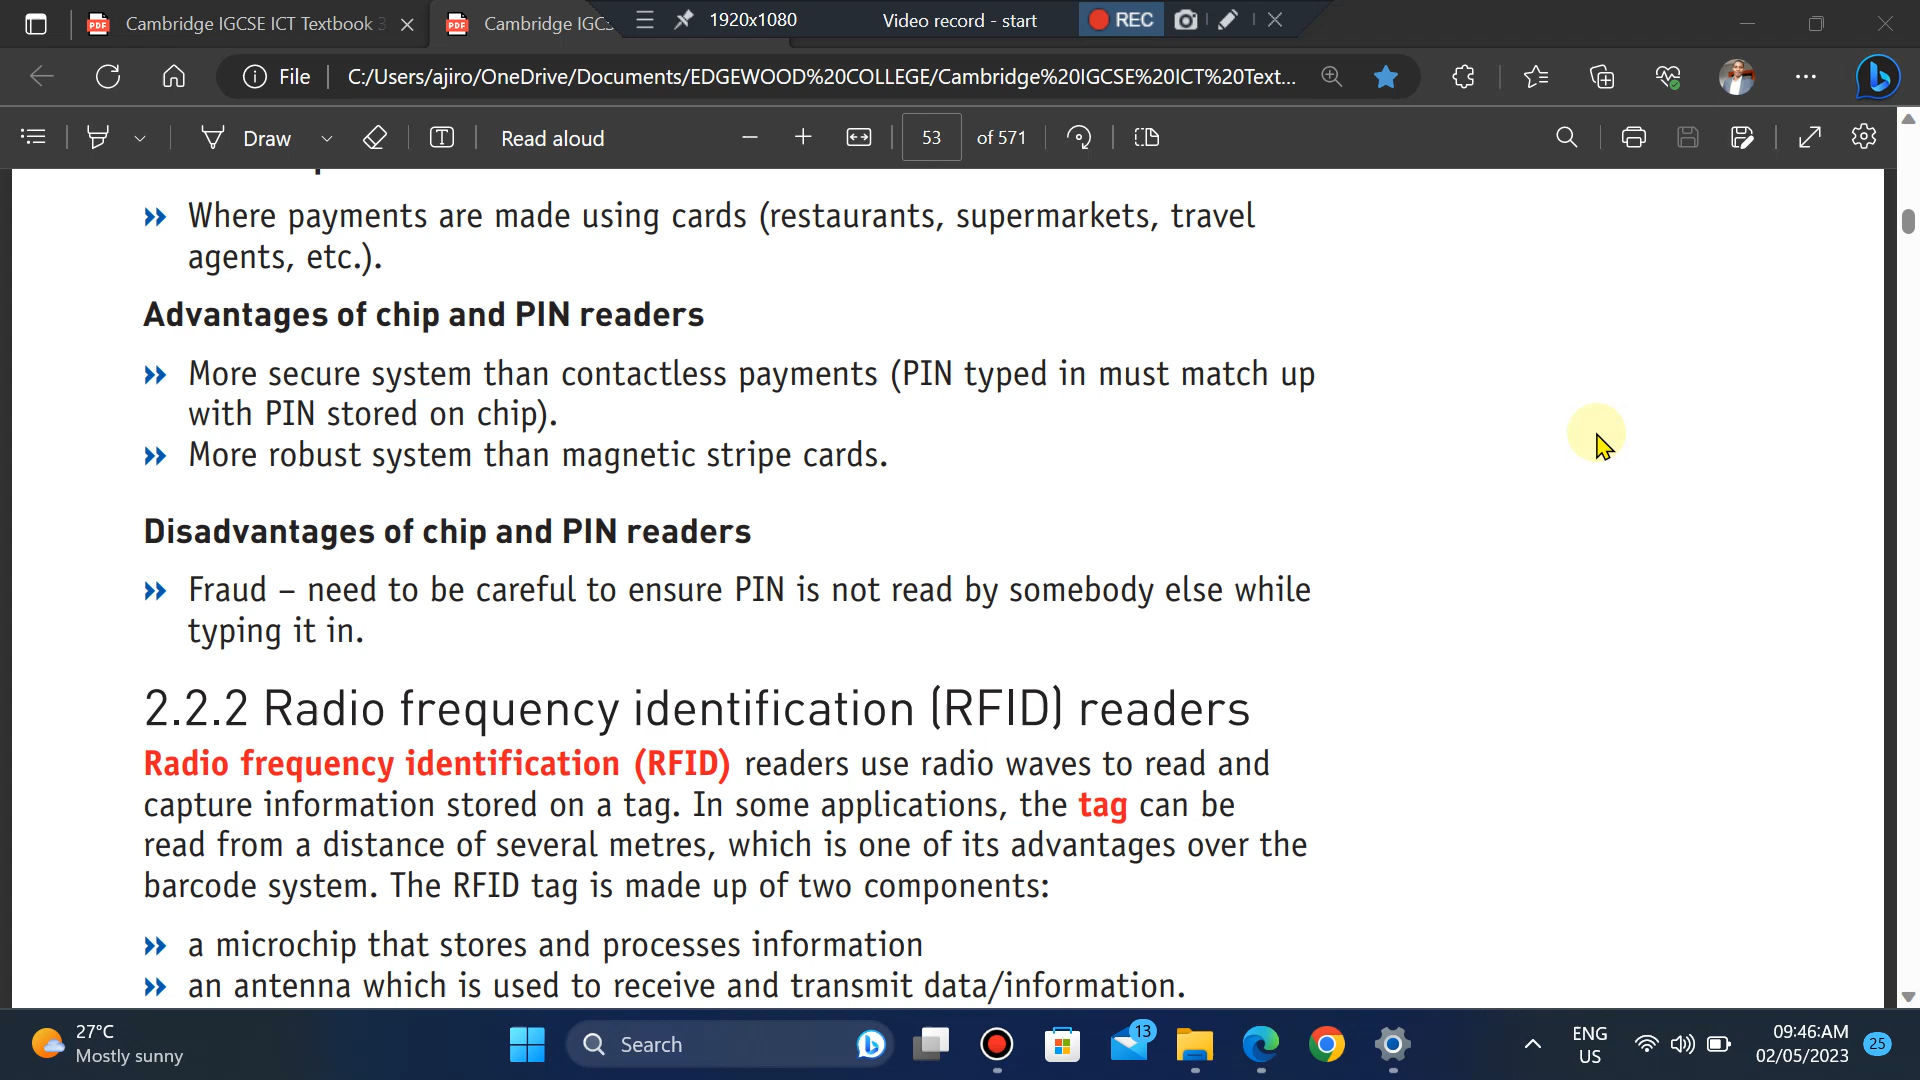 Cambridge IGCSE ICT Textbook 3
Cambridge IGC
1920x1080
Video record - start
REC
File
C:/Users/ajiro/OneDrive/Documents/EDGEWOOD%20COLLEGE/Cambridge%20IGCSE%20ICT%20Text...
Draw
Read aloud
53
of 571
» Where payments are made using cards (restaurants, supermarkets, travel
agents, etc.).
Advantages of chip and PIN readers
» More secure system than contactless payments (PIN typed in must match up
with PIN stored on chip).
» More robust system than magnetic stripe cards.
Disadvantages of chip and PIN readers
» Fraud – need to be careful to ensure PIN is not read by somebody else while
typing it in.
2.2.2 Radio frequency identification (RFID) readers
Radio frequency identification (RFID) readers use radio waves to read and
capture information stored on a tag. In some applications, the tag can be
read from a distance of several metres, which is one of its advantages over the
barcode system. The RFID tag is made up of two components:
» a microchip that stores and processes information
» an antenna which is used to receive and transmit data/information.
27°C
Mostly sunny
Search
13
ENG
US
09:46:AM
02/05/2023
25